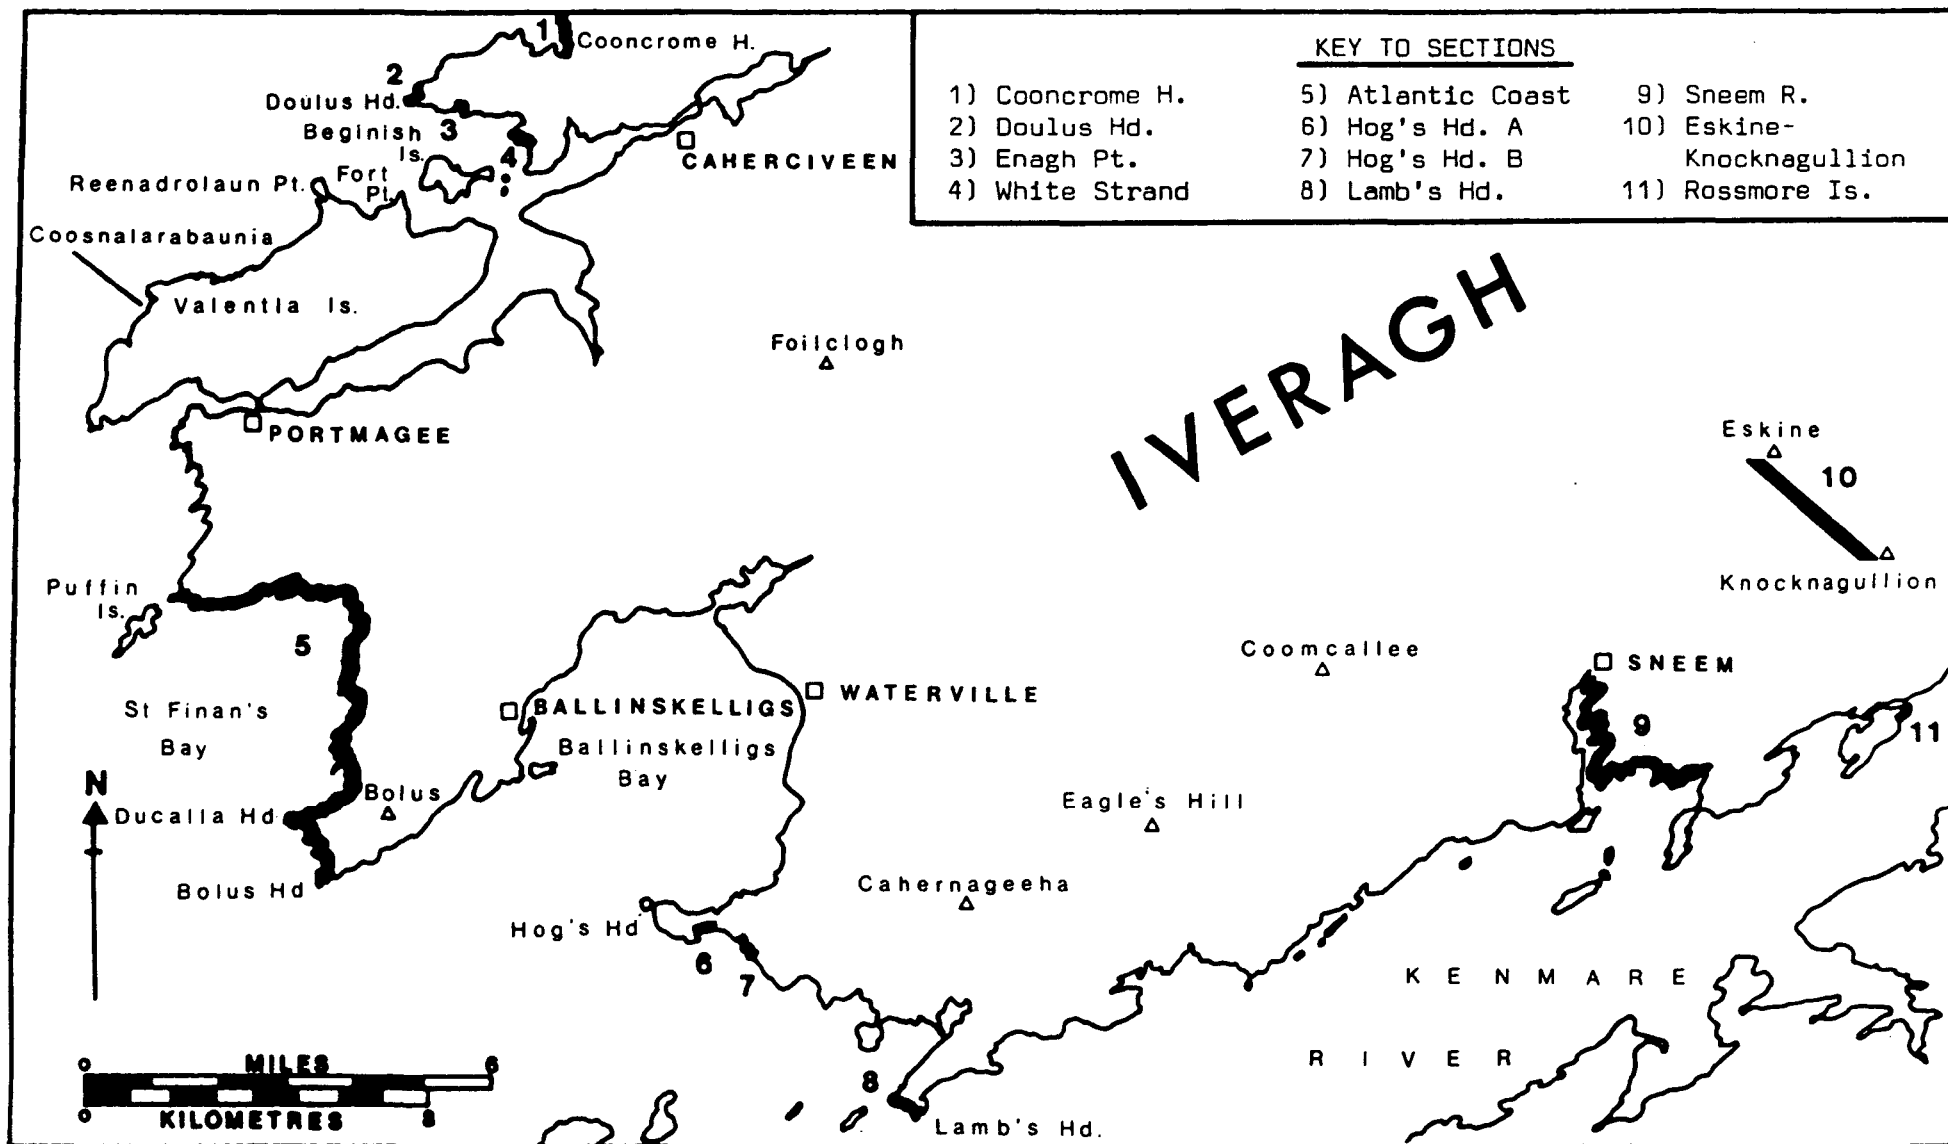 KEY TO SECTIONS
1) Cooncrome H.
2) Doulus Hd.
3) Enagh Pt.
4) White Strand
5) Atlantic Coast
6) Hog's Hd. A
7) Hog's Hd. B
8) Lamb's Hd.
9) Sneem R.
10) Eskine-
Knocknagullion
11) Rossmore Is.
1
Cooncrome H.
2
Doulus Hd.
Beginish
Is.
3
4
CAHERCIVEEN
Reenadrolaun Pt.
Fort
Pt.
Coosnalarabaunia
Valentia Is.
Foilclogh
IVERAGH
PORTMAGEE
Eskine
10
Knocknagullion
Puffin
Is.
5
St Finan's
Bay
Coomcallee
SNEEM
WATERVILLE
BALLINSKELLIGS
Ballinskelligs
Bay
9
11
N
Ducalla Hd
Bolus
Eagle's Hill
Bolus Hd
Cahernageeha
Hog's Hd
6
7
KENMARE
RIVER
8
Lamb's Hd.
0 MILES 6
0 KILOMETRES 8